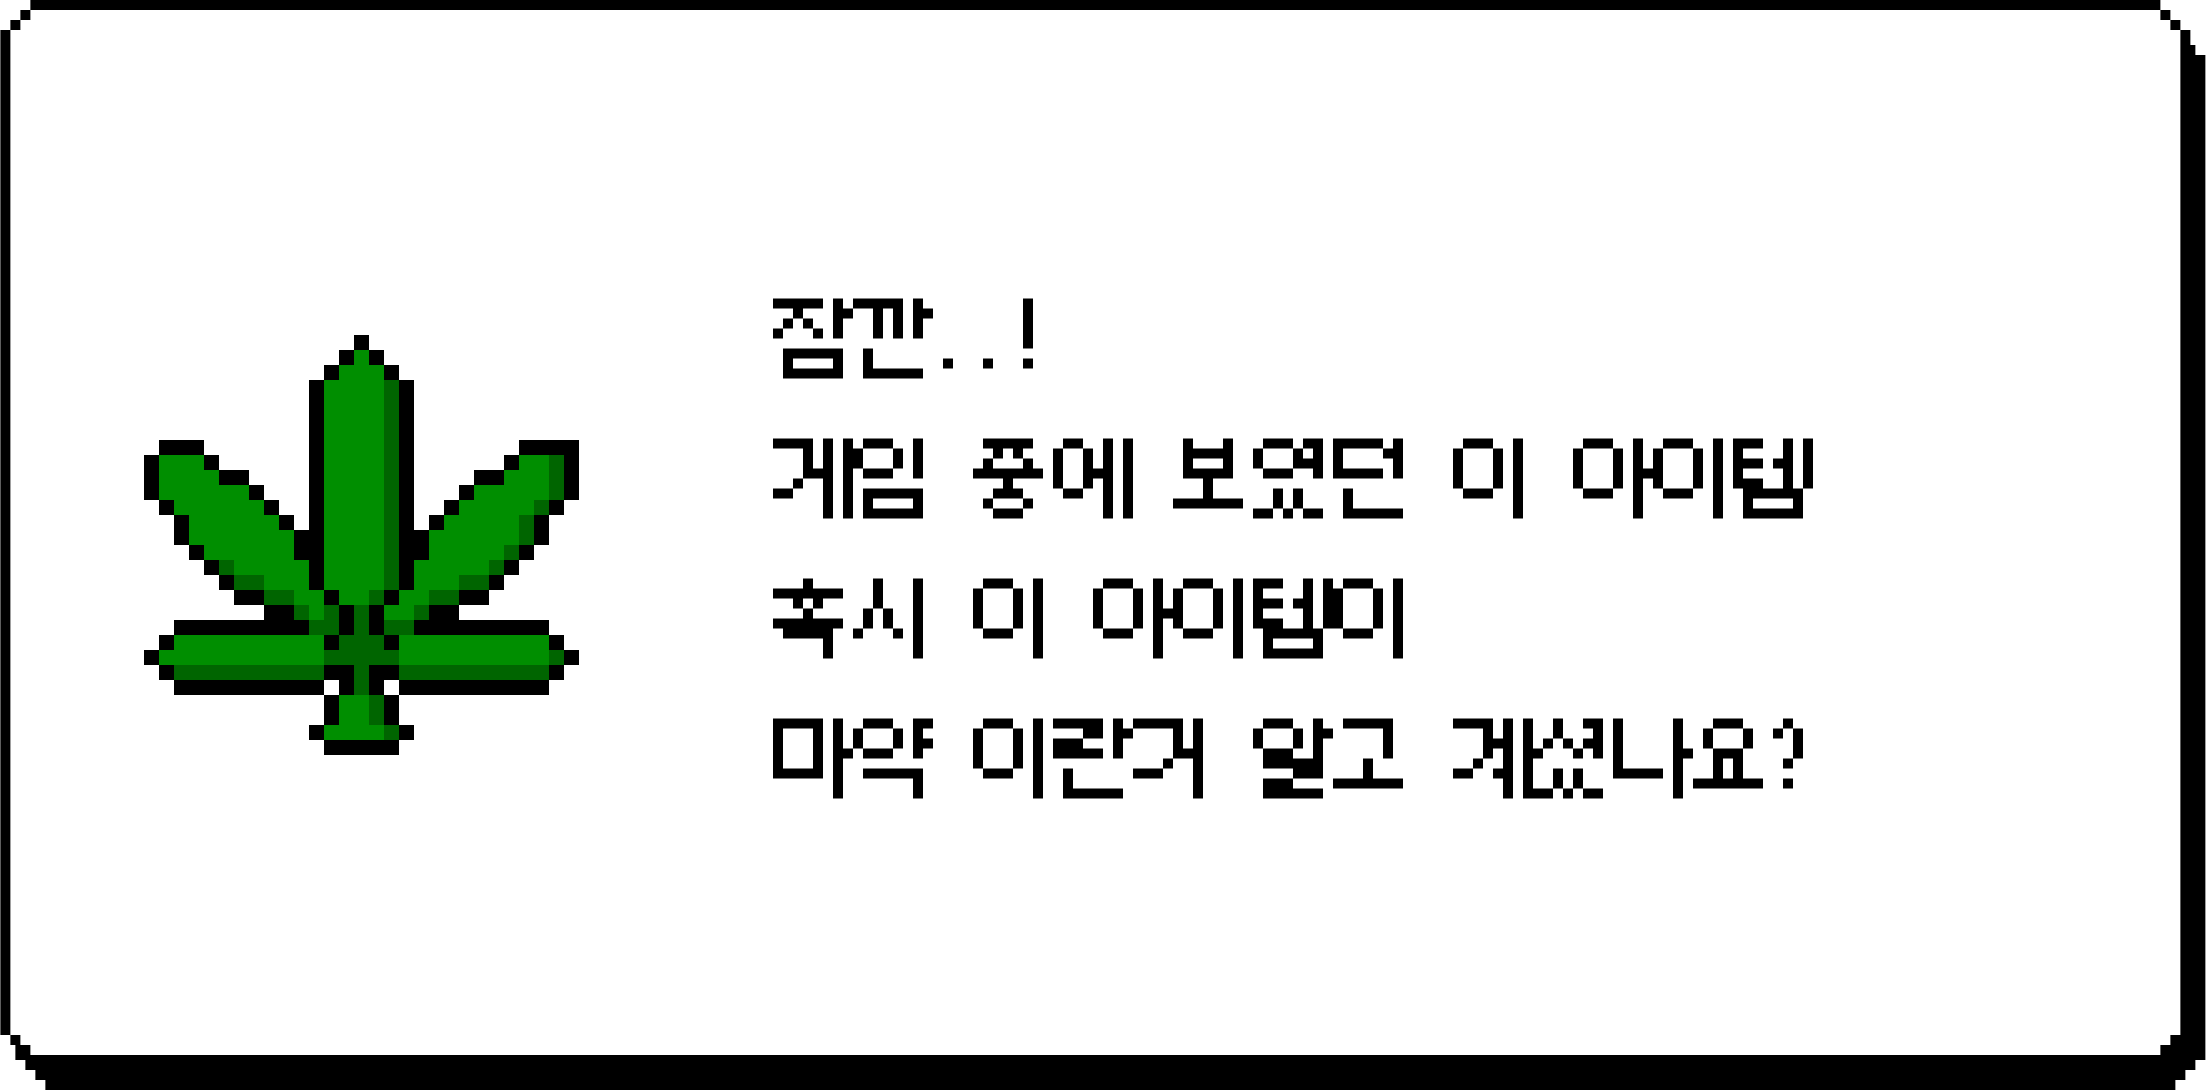 잠깐..!
게임 중에 보였던 이 아이템
혹시 이 아이템이
마약 이란거 알고 계셨나요?